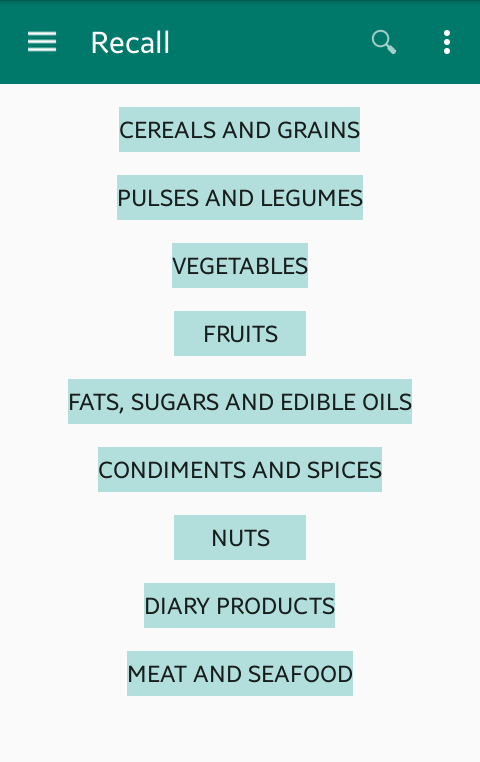 Recall
CEREALS AND GRAINS
PULSES AND LEGUMES
VEGETABLES
FRUITS
FATS, SUGARS AND EDIBLE OILS
CONDIMENTS AND SPICES
NUTS
DIARY PRODUCTS
MEAT AND SEAFOOD